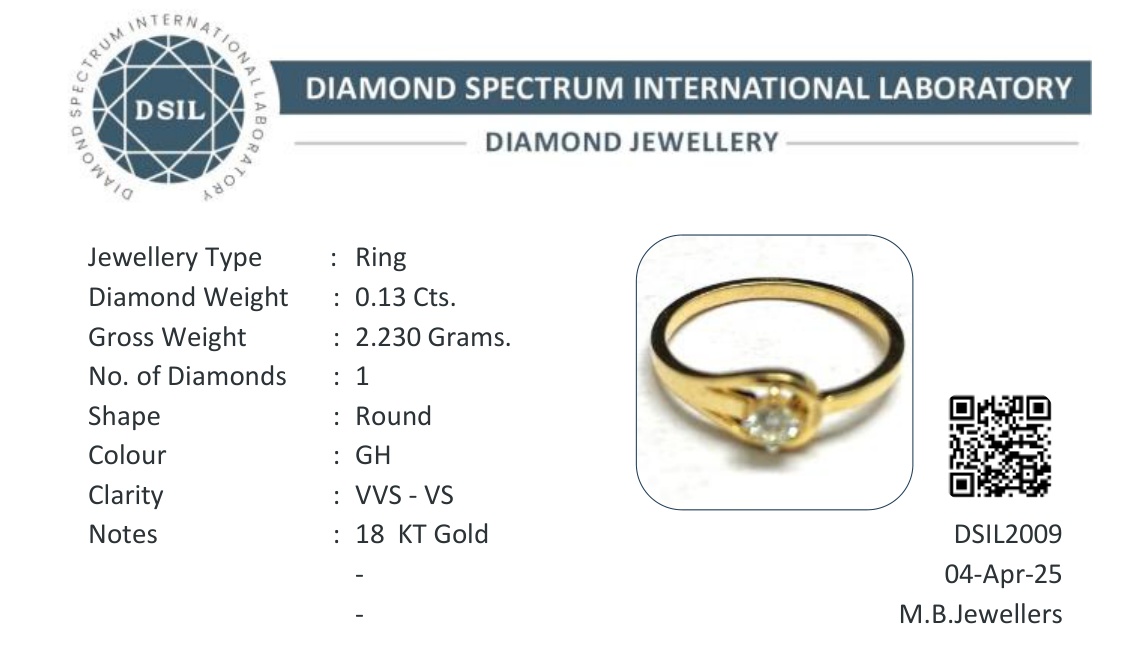 DIAMOND SPECTRUM INTERNATIONAL LABORATORY
DSIL
DIAMOND SPECTRUM INTERNATIONAL LABORATORY
DIAMOND JEWELLERY
Jewellery Type : Ring
Diamond Weight : 0.13 Cts.
Gross Weight : 2.230 Grams.
No. of Diamonds : 1
Shape : Round
Colour : GH
Clarity : VVS - VS
Notes : 18 KT Gold
-
-
DSIL2009
04-Apr-25
M.B.Jewellers